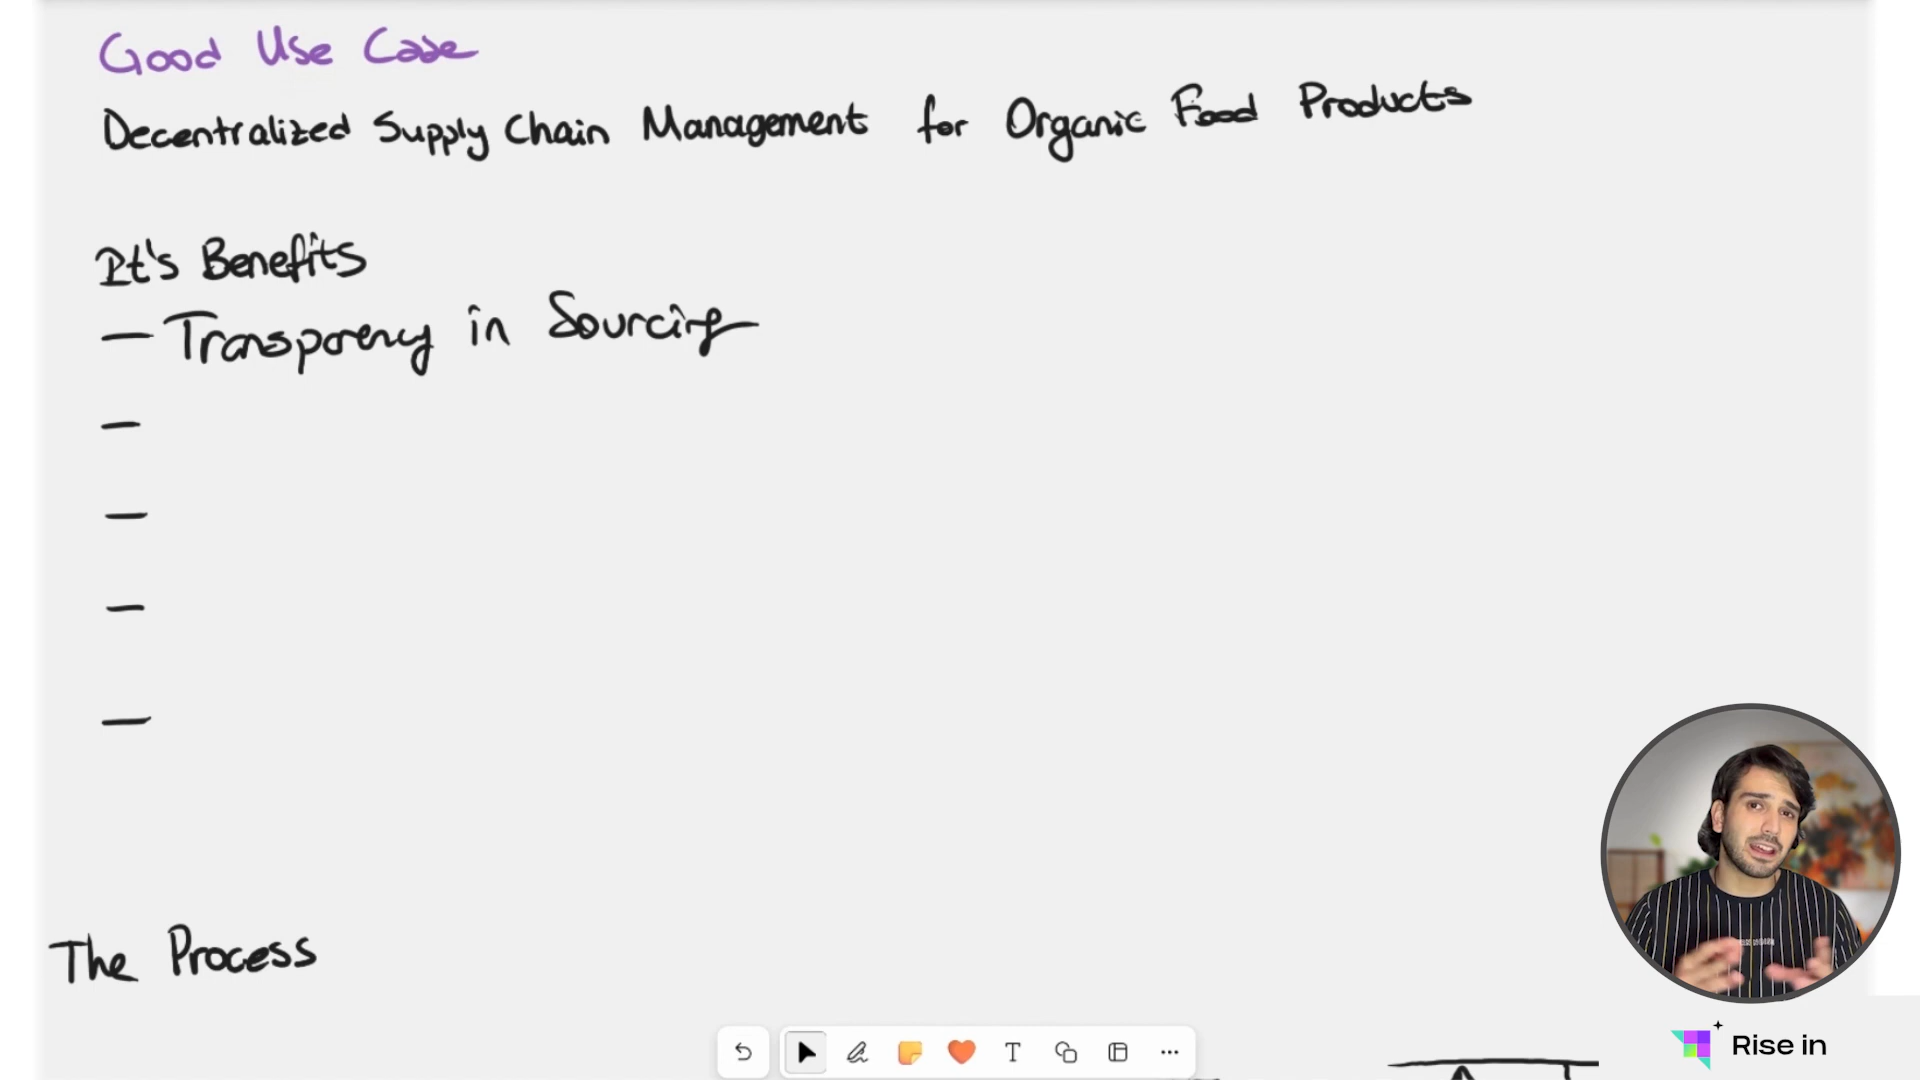 Good Use Case
Decentralized Supply Chain Management for Organic Food Products
It's Benefits
— Transparency in Sourcing
—
—
—
—
The Process
T
Rise in